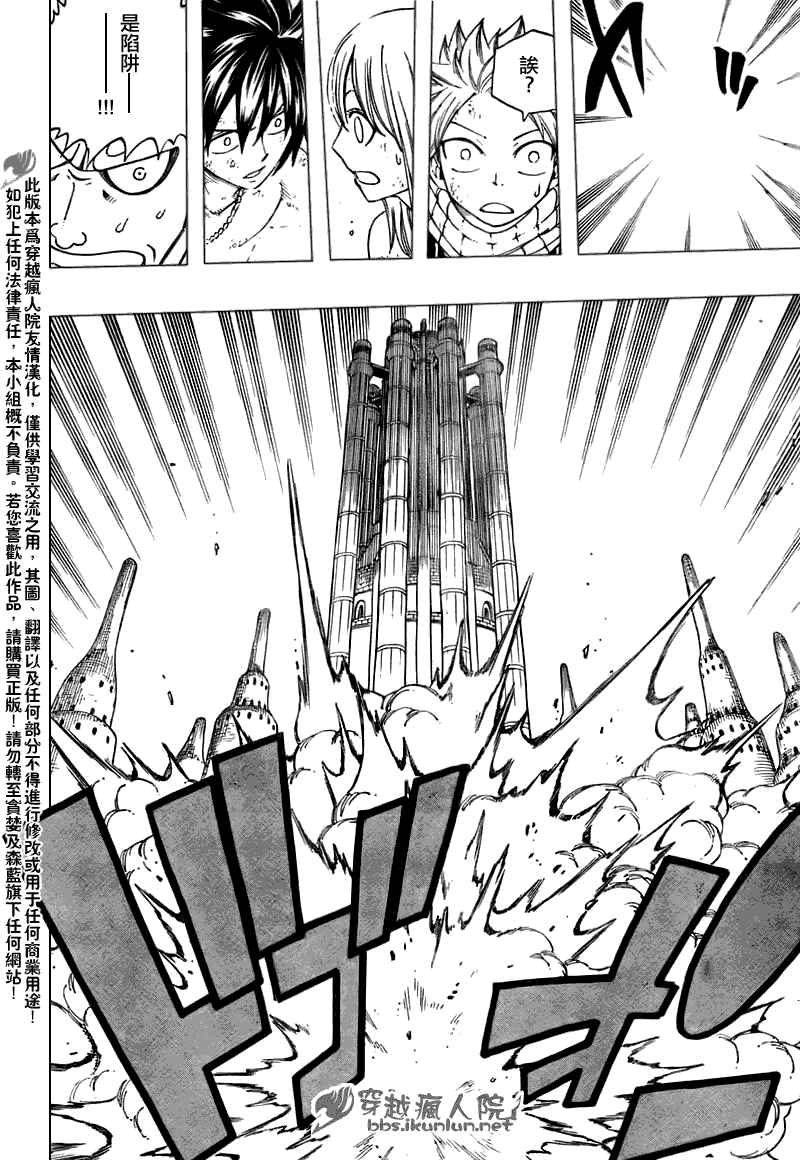 誒？
是陷阱——!!!
ドオオン
此版本爲穿越瘋人院友情漢化，僅供學習交流之用，其圖、翻譯以及任何部分不得進行修改或用于任何商業用途！
如犯上任何法律責任，本小組概不負責。若您喜歡此作品，請購買正版！請勿轉至貪婪及森藍旗下任何網站！
穿越瘋人院
bbs.ikunlun.net